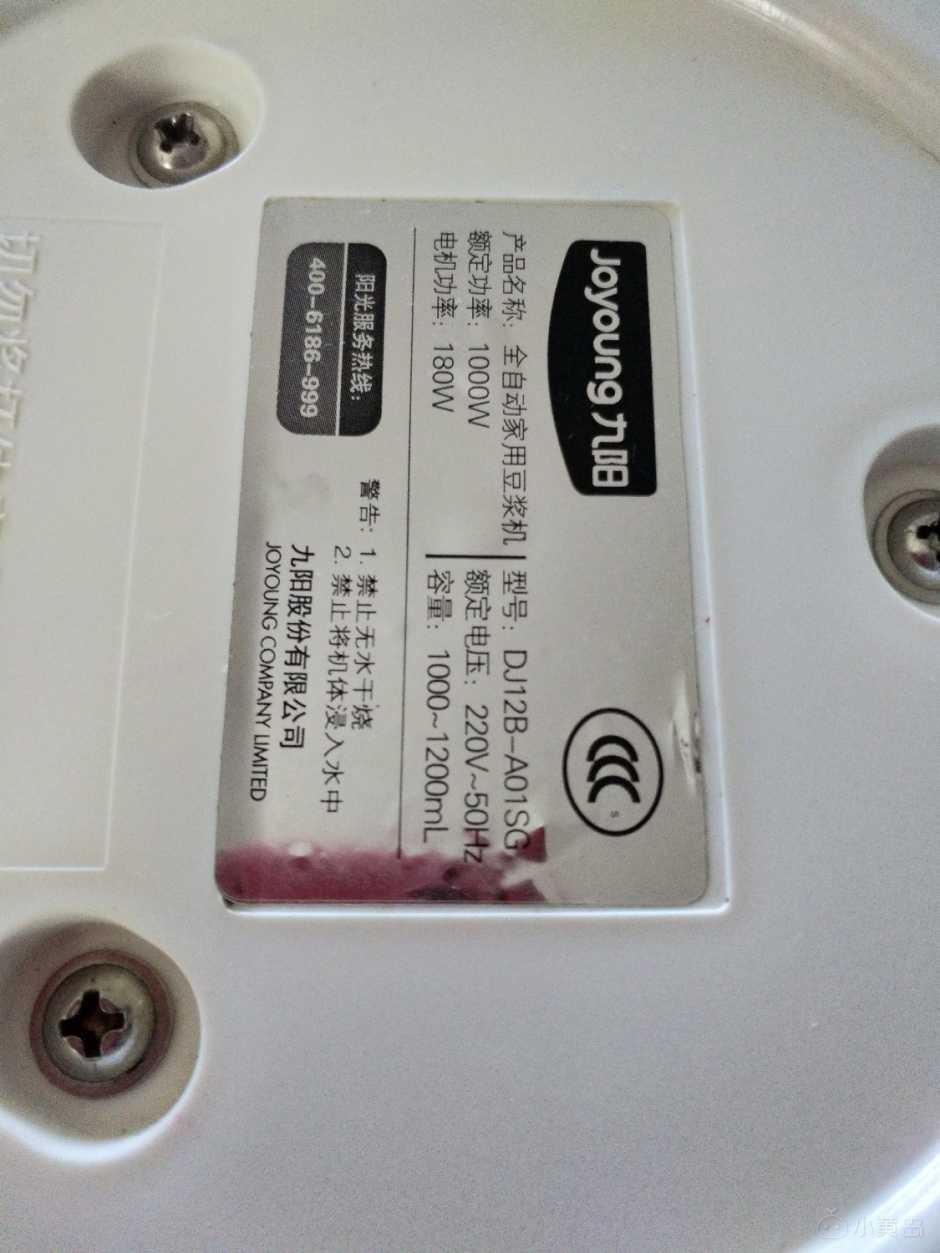 Joyoung九阳
S
产品名称：全自动家用豆浆机
型号：DJ12B-A01SG
额定功率：1000W
额定电压：220V~50Hz
电机功率：180W
容量：1000~1200mL
阳光服务热线：
400-6186-999
警告：1. 禁止无水干烧
2. 禁止将机体浸入水中
九阳股份有限公司
JOYOUNG COMPANY LIMITED
小黄鸟